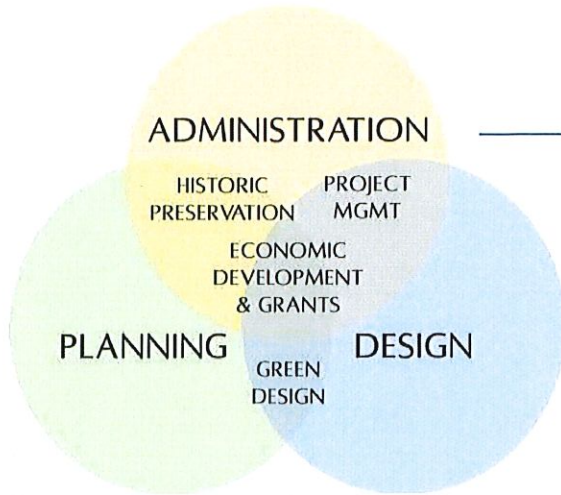 ADMINISTRATION
HISTORIC
PRESERVATION
PROJECT
MGMT
ECONOMIC
DEVELOPMENT
& GRANTS
PLANNING
DESIGN
GREEN
DESIGN